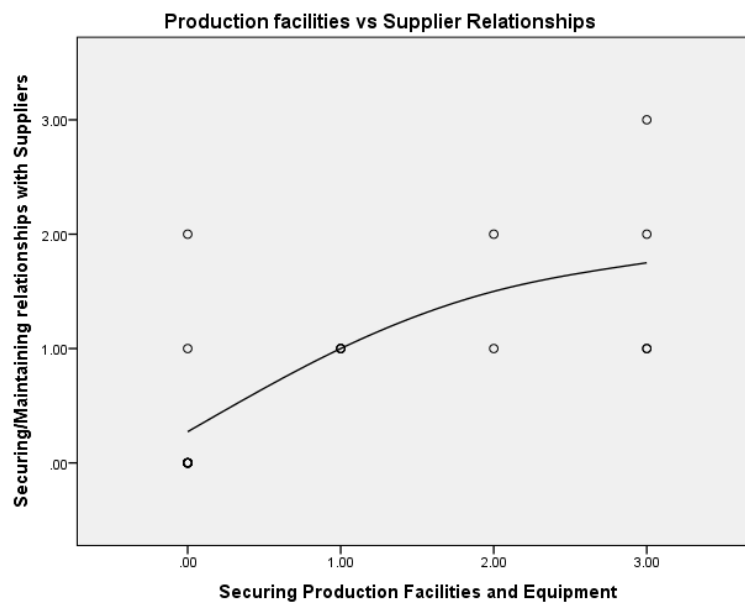 Production facilities vs Supplier Relationships
Securing/Maintaining relationships with Suppliers
3.00
2.00
1.00
.00
.00 1.00 2.00 3.00
Securing Production Facilities and Equipment